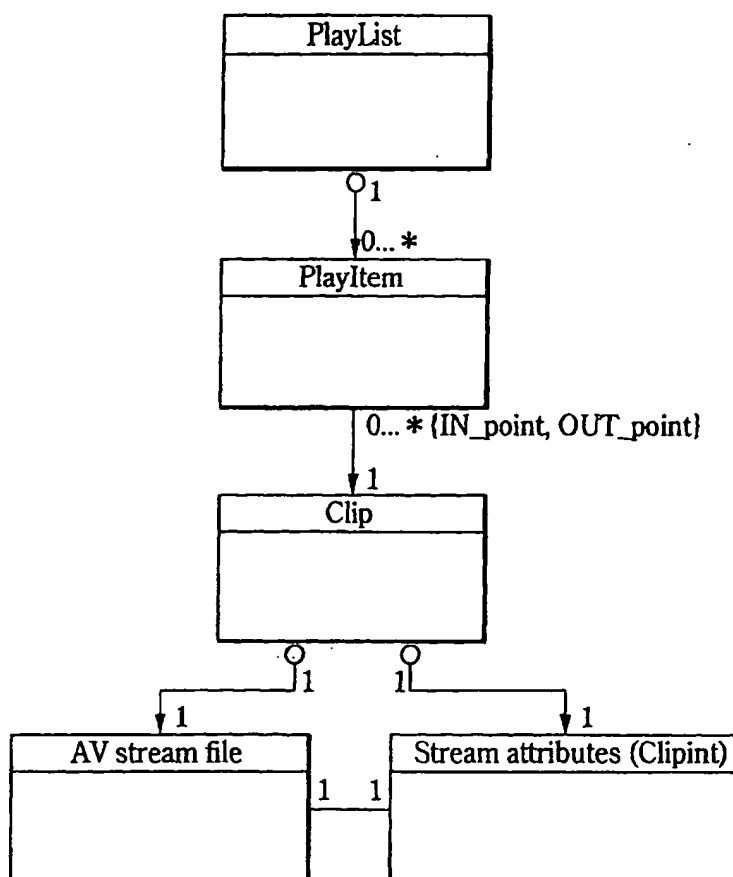 PlayList
1
0... *
PlayItem
0... * {IN_point, OUT_point}
1
Clip
1 1
1 1
AV stream file Stream attributes (Clipint)
1 1